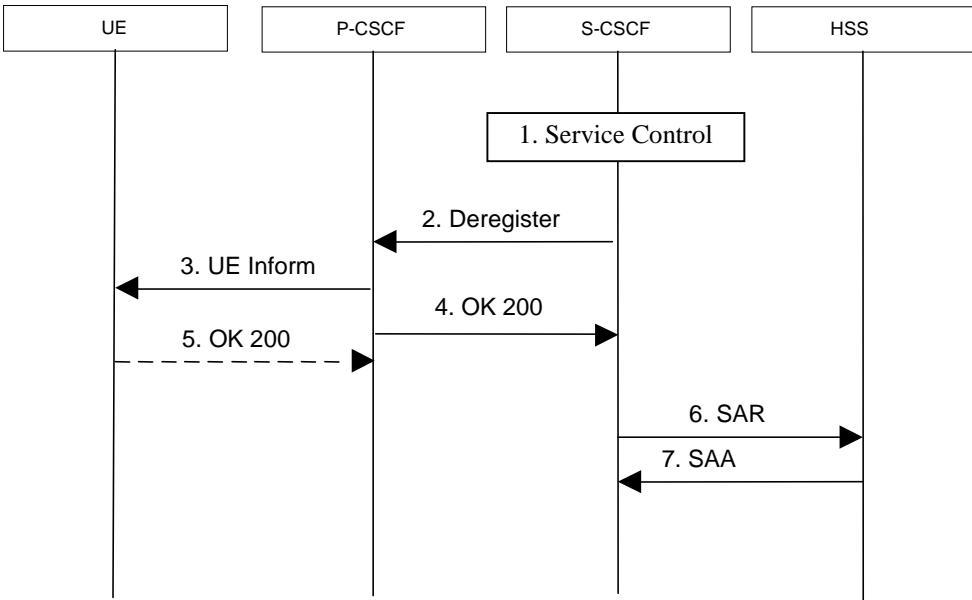 UE
P-CSCF
S-CSCF
HSS
1. Service Control
2. Deregister
3. UE Inform
4. OK 200
5. OK 200
6. SAR
7. SAA